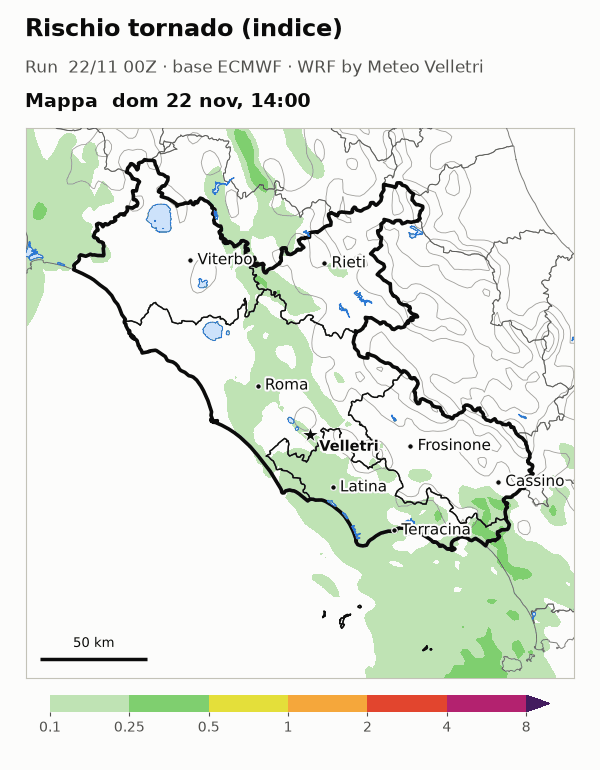 Rischio tornado (indice)
Run 22/11 00Z · base ECMWF · WRF by Meteo Velletri
Mappa dom 22 nov, 14:00
Viterbo
Rieti
Roma
Velletri
Frosinone
Latina
Cassino
Terracina
50 km
0.1 0.25 0.5 1 2 4 8